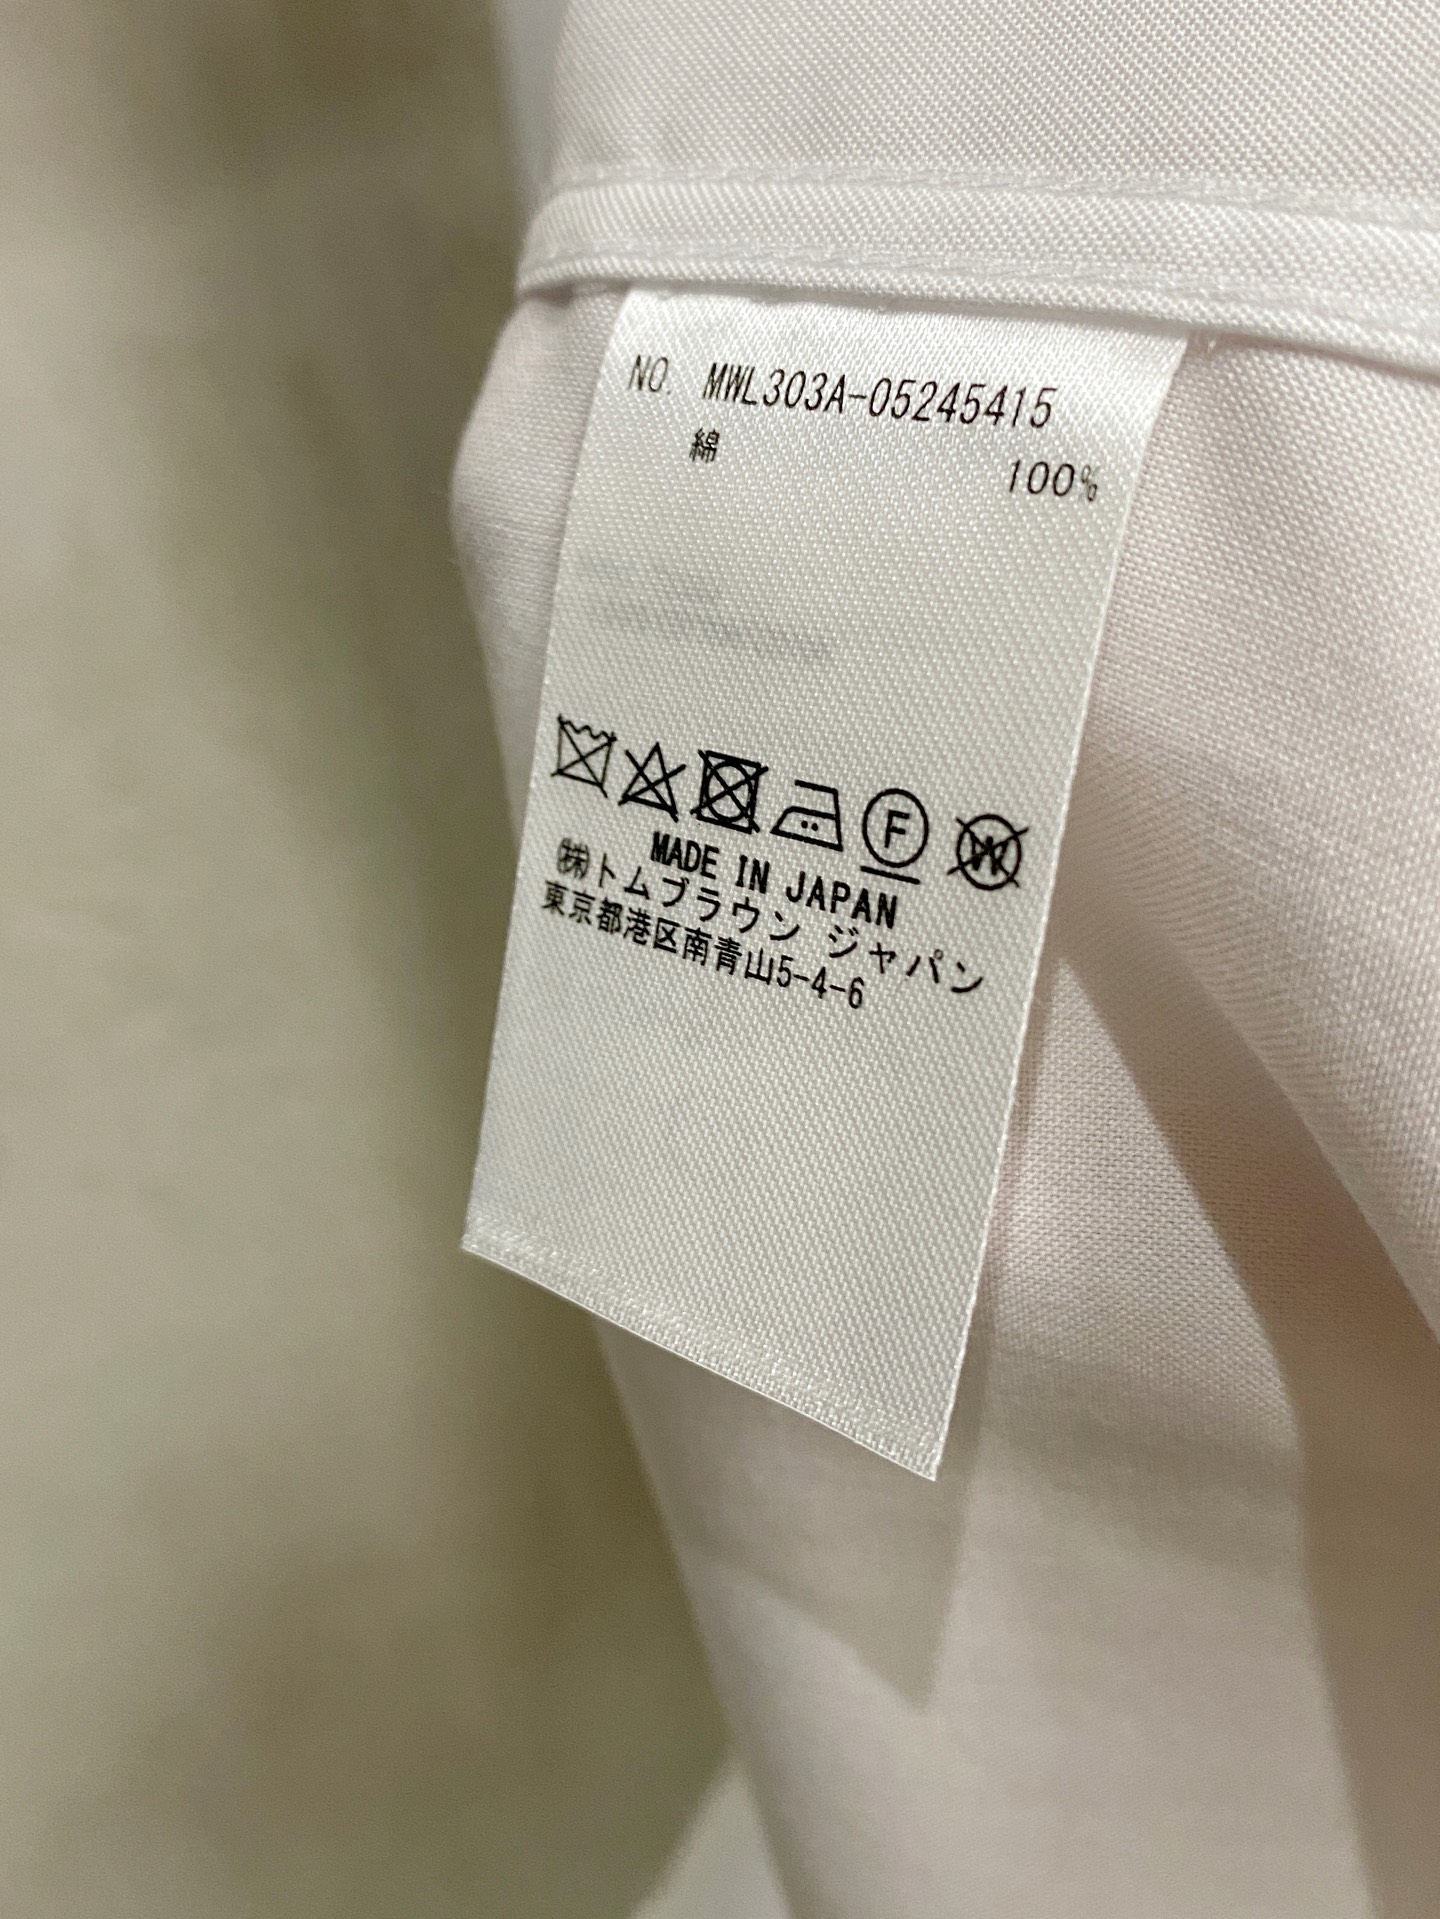 NO. MWL303A-05245415
綿 100%
F W
MADE IN JAPAN
㈱トムブラウン ジャパン
東京都港区南青山5-4-6